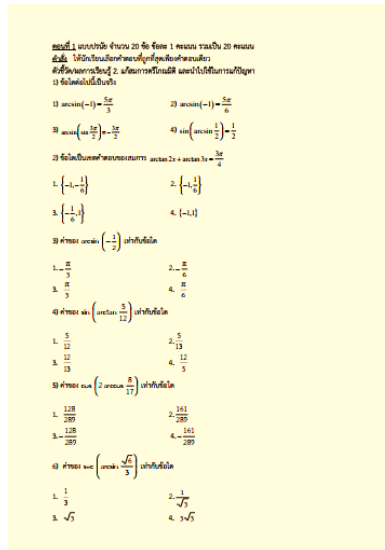 ตอนที่ 1 แบบปรนัย จำนวน 20 ข้อ ข้อละ 1 คะแนน รวมเป็น 20 คะแนน
คำสั่ง ให้นักเรียนเลือกคำตอบที่ถูกที่สุดเพียงคำตอบเดียว
ตัวชี้วัด/ผลการเรียนรู้ 2. แก้สมการตรีโกณมิติ และนำไปใช้ในการแก้ปัญหา
1) ข้อใดต่อไปนี้เป็นจริง
1) arcsin(-1)=5π/3 2) arcsin(-1)=5π/6
3) arcsin(sin 3π/2)=-3π/2 4) sin(arcsin 1/2)=1/2
2) ข้อใดเป็นเซตคำตอบของสมการ arctan 2x + arctan 3x = 3π/4
1. {-1,-1/6} 2. {-1,1/6}
3. {-1/6,1} 4. {-1,1}
3) ค่าของ arcsin (-1/2) เท่ากับข้อใด
1. -π/3 2. -π/6
3. π/3 4. π/6
4) ค่าของ sin (arctan 5/12) เท่ากับข้อใด
1. 5/12 2. 5/13
3. 12/13 4. 12/5
5) ค่าของ cos (2 arccos 8/17) เท่ากับข้อใด
1. 128/289 2. 161/289
3. -128/289 4. -161/289
6) ค่าของ sec (arcsin √6/3) เท่ากับข้อใด
1. 1/3 2. 1/√3
3. √3 4. 3√3